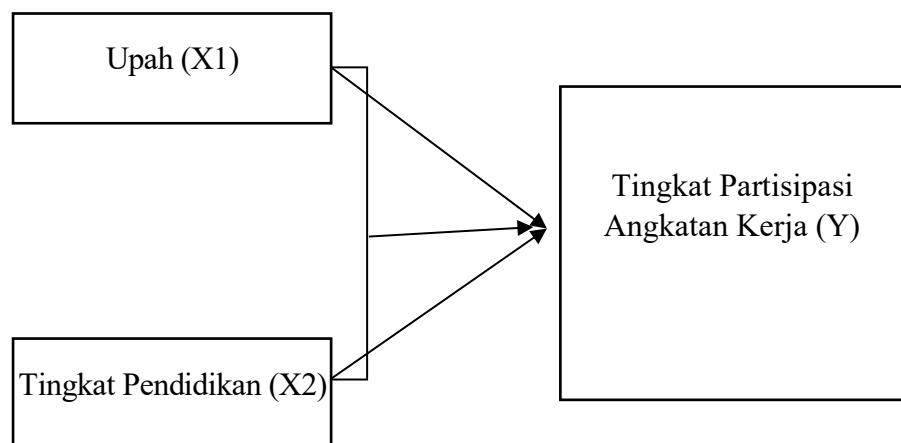 Upah (X1)
Tingkat Partisipasi
Angkatan Kerja (Y)
Tingkat Pendidikan (X2)